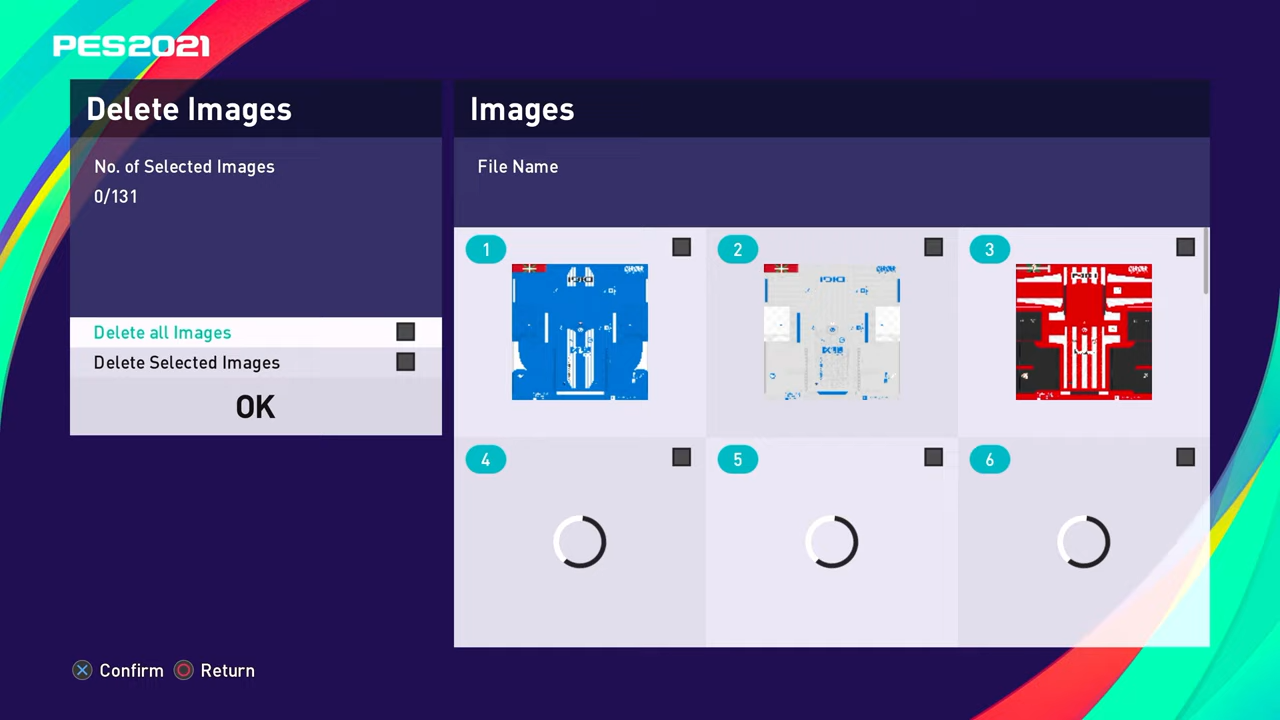 PES2021
Delete Images
No. of Selected Images
0/131
Delete all Images
Delete Selected Images
OK
Images
File Name
1
2
3
4
5
6
Confirm
Return